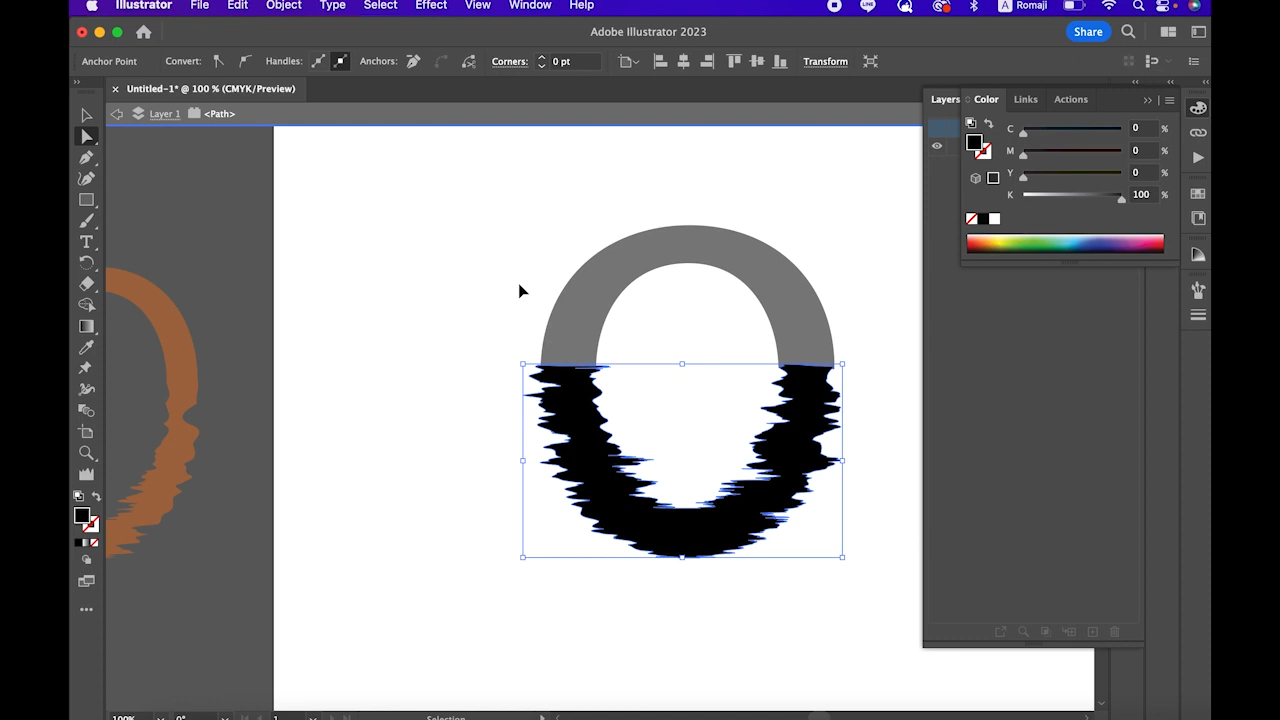 Illustrator File Edit Object Type Select Effect View Window Help Romaji
Adobe Illustrator 2023 Share
Anchor Point Convert: Handles: Anchors: Corners: 0 pt Transform
Untitled-1* @ 100 % (CMYK/Preview)
Layer 1 <Path>
Layers Color Links Actions
C 0 %
M 0 %
Y 0 %
K 100 %
100% 0° 1 Selection